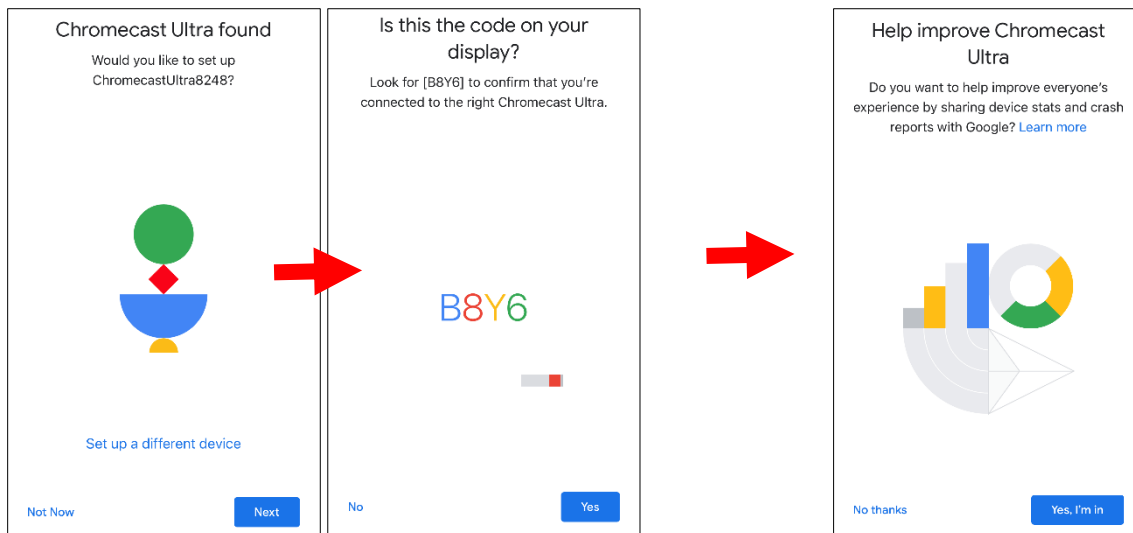 Chromecast Ultra found
Would you like to set up
ChromecastUltra8248?
Set up a different device
Not Now
Next
Is this the code on your
display?
Look for [B8Y6] to confirm that you're
connected to the right Chromecast Ultra.
B8Y6
No
Yes
Help improve Chromecast
Ultra
Do you want to help improve everyone's
experience by sharing device stats and crash
reports with Google? Learn more
No thanks
Yes, I'm in